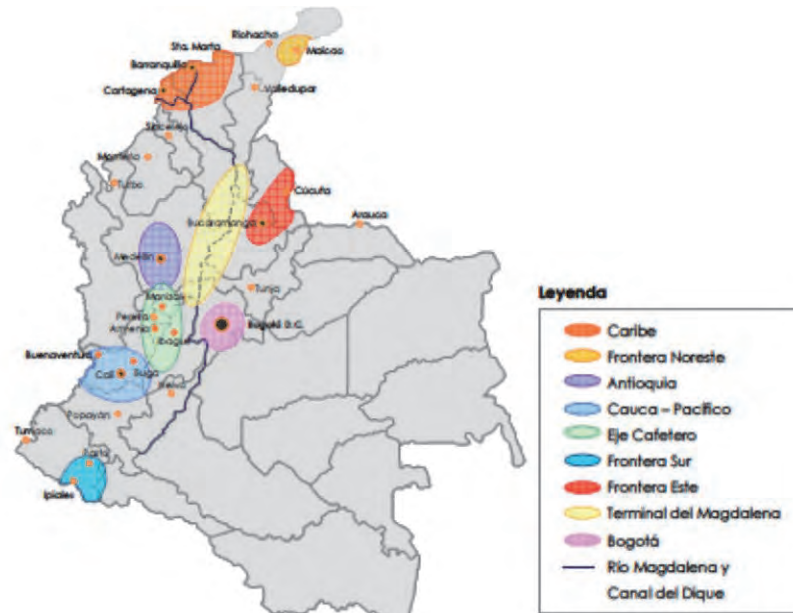 Riohacha
Sta. Marta
Maicao
Barranquilla
Cartagena
Valledupar
Sincelejo
Montería
Turbo
Cúcuta
Bucaramanga
Arauca
Medellín
Manizales
Tunja
Pereira
Armenia
Bogotá D.C.
Ibagué
Buenaventura
Buga
Cali
Neiva
Popayán
Tumaco
Pasto
Ipiales
Leyenda
Caribe
Frontera Noreste
Antioquia
Cauca – Pacífico
Eje Cafetero
Frontera Sur
Frontera Este
Terminal del Magdalena
Bogotá
Río Magdalena y
Canal del Dique